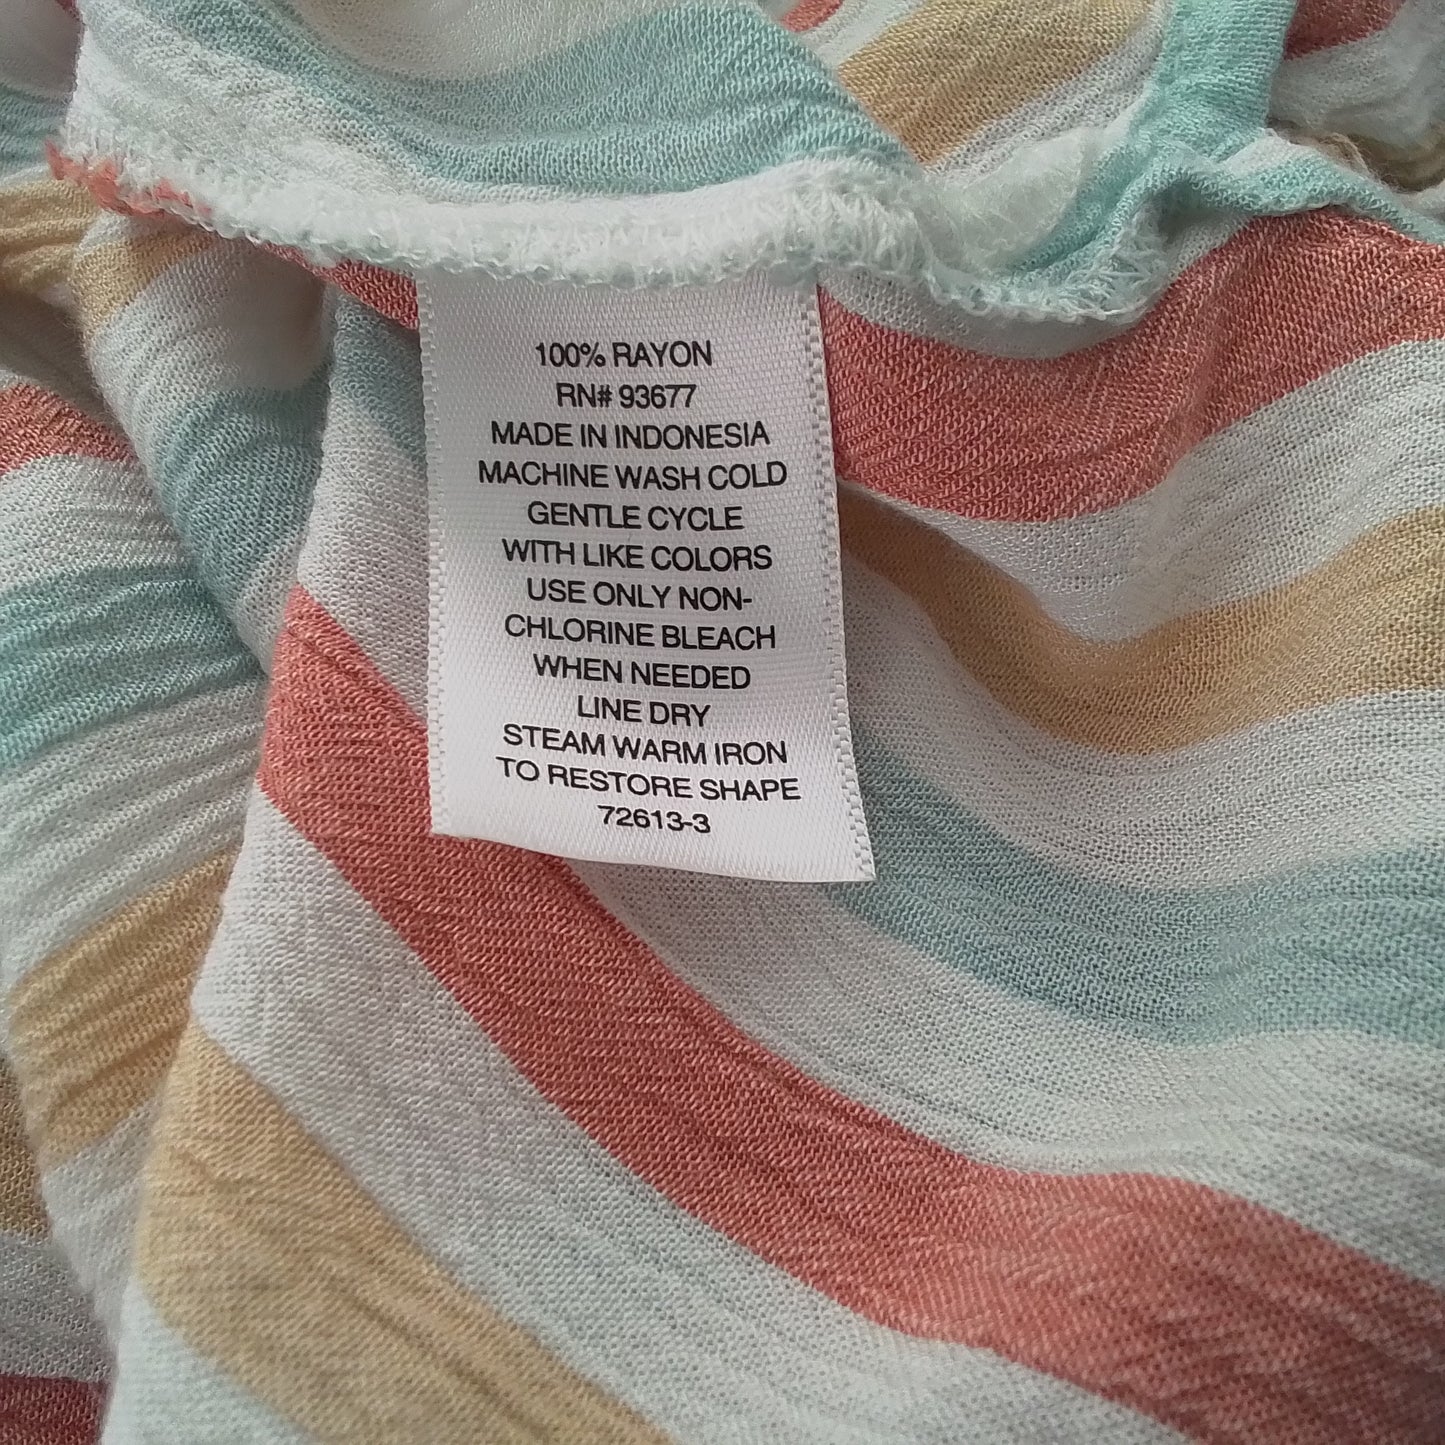 100% RAYON
RN# 93677
MADE IN INDONESIA
MACHINE WASH COLD
GENTLE CYCLE
WITH LIKE COLORS
USE ONLY NON-
CHLORINE BLEACH
WHEN NEEDED
LINE DRY
STEAM WARM IRON
TO RESTORE SHAPE
72613-3